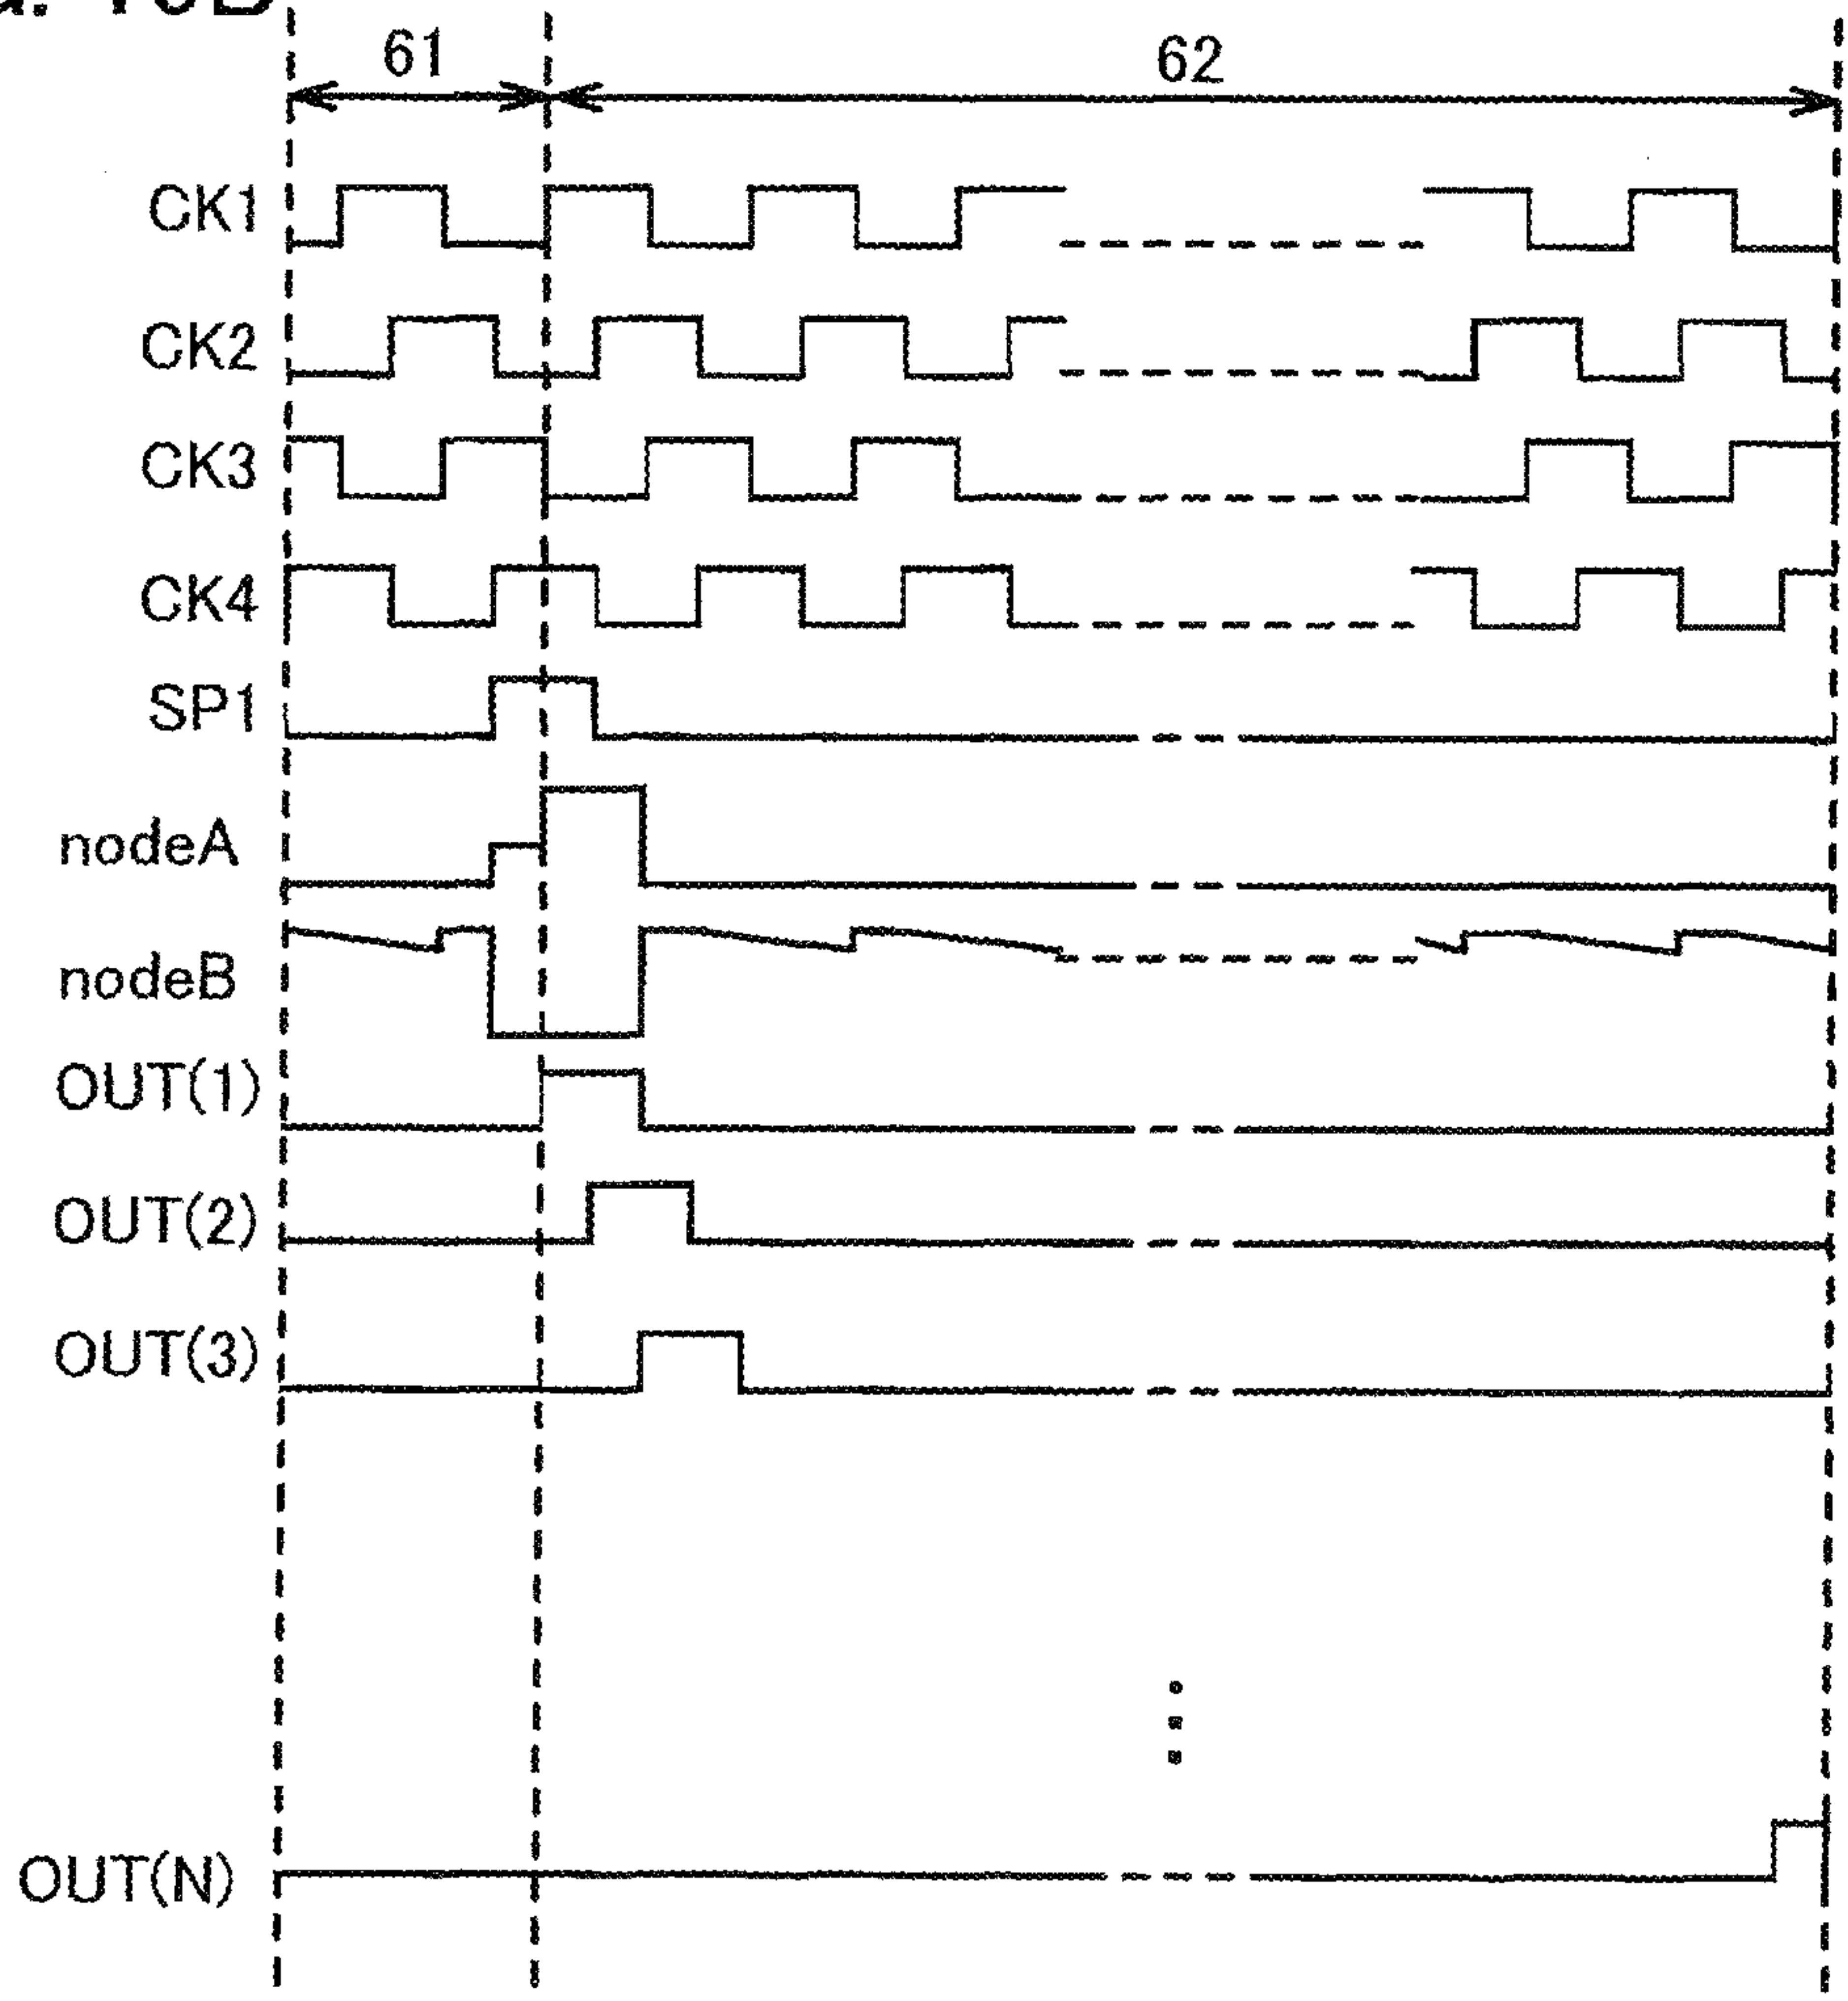 61 62
CK1
CK2
CK3
CK4
SP1
nodeA
nodeB
OUT(1)
OUT(2)
OUT(3)
OUT(N)